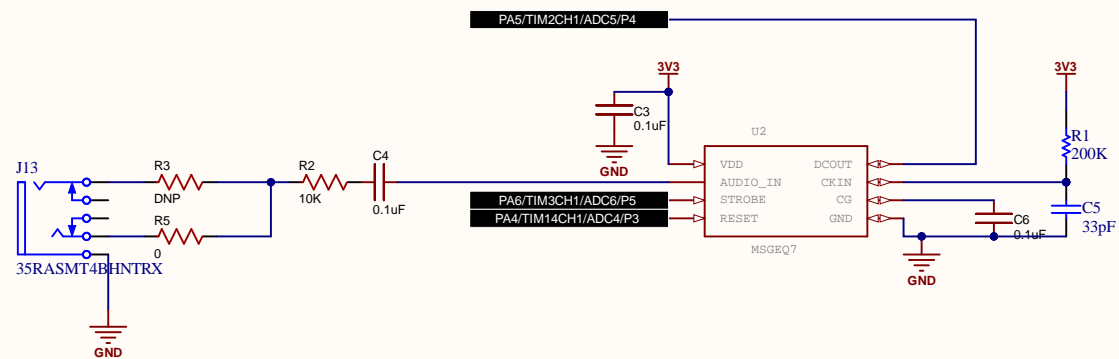 PA5/TIM2CH1/ADC5/P4
3V3
3V3
C3
0.1uF
U2
R1
200K
GND
J13
R3
DNP
R2
10K
C4
0.1uF
VDD
DCOUT
AUDIO_IN
CKIN
PA6/TIM3CH1/ADC6/P5
STROBE
CG
PA4/TIM14CH1/ADC4/P3
RESET
GND
C6
0.1uF
C5
33pF
R5
0
MSGEQ7
35RASMT4BHNTRX
GND
GND